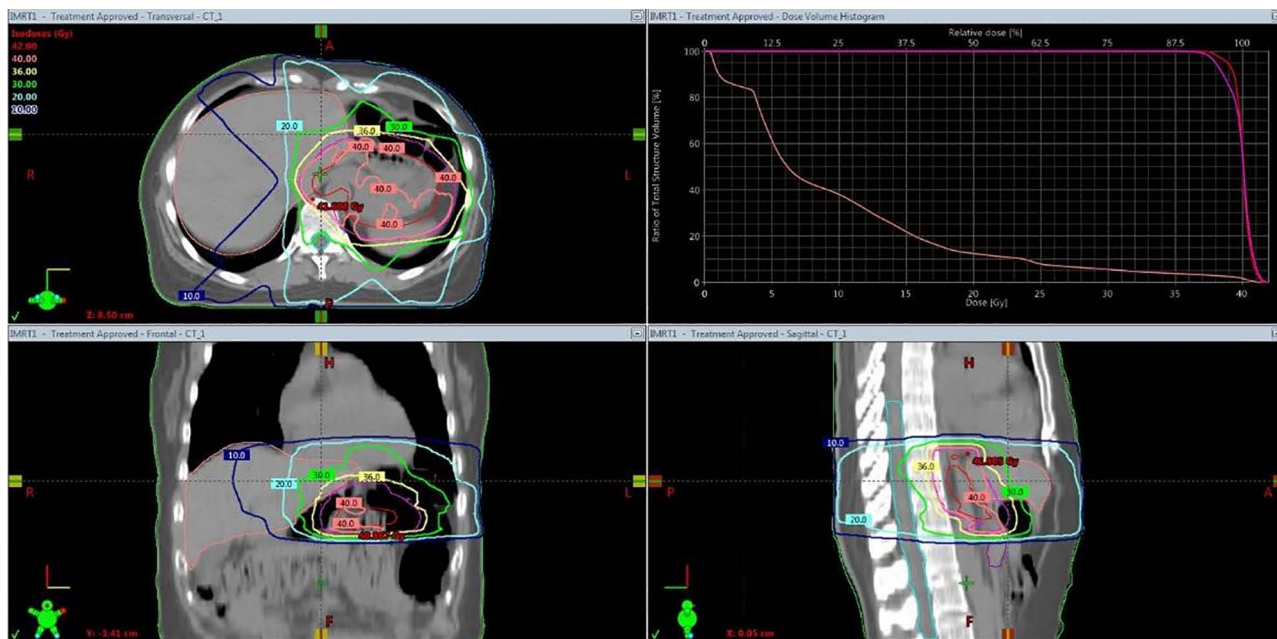 IMRT1 - Treatment Approved - Transversal - CT_1
Isodoses (Gy)
42.00
40.00
36.00
30.00
20.00
10.00
A
20.0
36.0
30.0
40.0
40.0
40.0
40.0
40.0
R
L
10.0
P
Z: 8.50 cm
IMRT1 - Treatment Approved - Dose Volume Histogram
Relative dose [%]
0 12.5 25 37.5 50 62.5 75 87.5 100
Ratio of Total Structure Volume [%]
100
80
60
40
20
0
0 5 10 15 20 25 30 35 40
Dose [Gy]
IMRT1 - Treatment Approved - Frontal - CT_1
H
10.0
20.0
30.0
36.0
40.0
40.0
R
L
F
Y: -3.41 cm
IMRT1 - Treatment Approved - Sagittal - CT_1
H
10.0
36.0
40.0
30.0
20.0
P
A
F
X: 0.05 cm